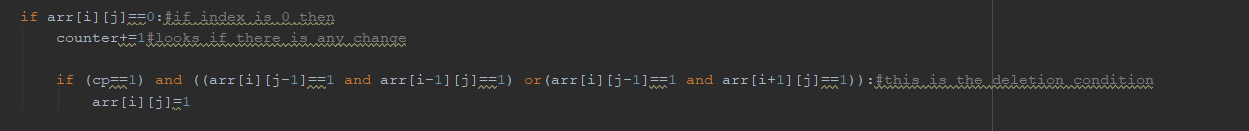 if arr[i][j]==0:#if index is 0 then
counter+=1#looks if there is any change
if (cp==1) and ((arr[i][j-1]==1 and arr[i-1][j]==1) or(arr[i][j-1]==1 and arr[i+1][j]==1)):#this is the deletion condition
arr[i][j]=1